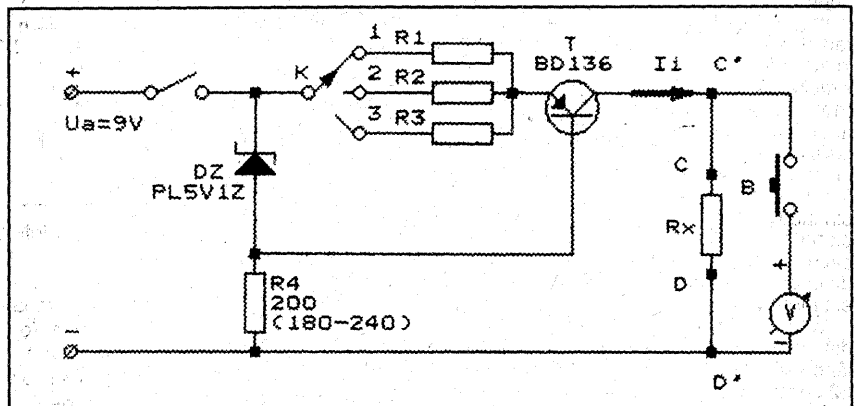 1 R1
T
BD136
Ii
C*
+
K
2 R2
3 R3
Ua=9V
DZ
PL5V1Z
C
B
Rx
+
R4
200
(180-240)
D
V
-
-
D*